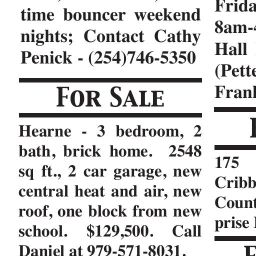 time bouncer weekend
nights; Contact Cathy
Penick - (254)746-5350
FOR SALE
Hearne - 3 bedroom, 2
bath, brick home. 2548
sq ft., 2 car garage, new
central heat and air, new
roof, one block from new
school. $129,500. Call
Daniel at 979-571-8031.
Frida
8am-
Hall
(Pette
Frank
175
Cribb
Count
prise